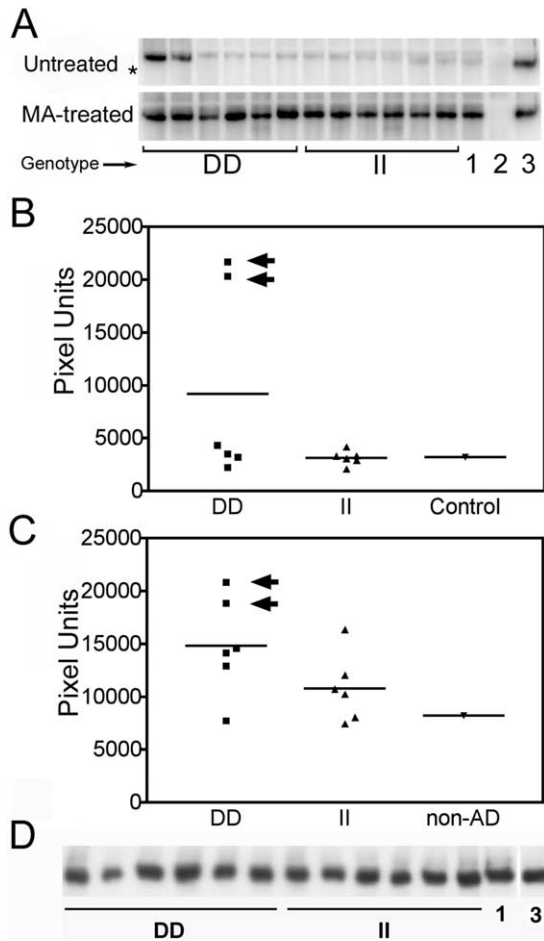 A
Untreated
*
MA-treated
Genotype → DD II 1 2 3
B
25000
20000
15000
10000
5000
0
Pixel Units
DD II Control
C
25000
20000
15000
10000
5000
0
Pixel Units
DD II non-AD
D
DD II 1 3